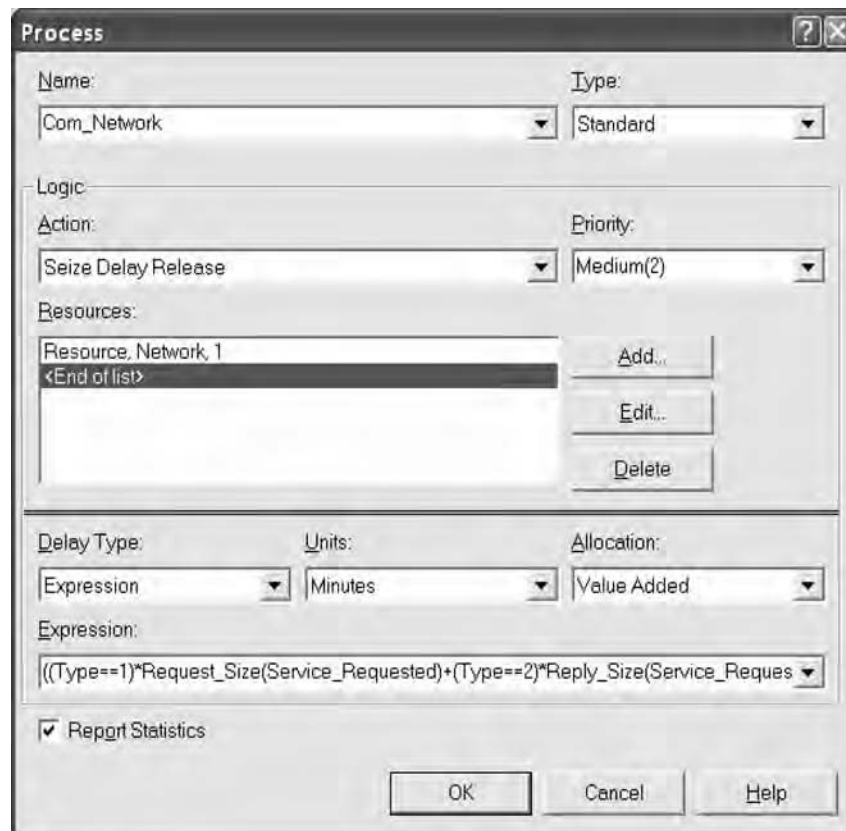 Process
Name:
Type:
Com_Network
Standard
Logic
Action:
Priority:
Seize Delay Release
Medium(2)
Resources:
Resource, Network, 1
<End of list>
Add...
Edit...
Delete
Delay Type:
Units:
Allocation:
Expression
Minutes
Value Added
Expression:
((Type==1)*Request_Size(Service_Requested)+(Type==2)*Reply_Size(Service_Reques
Report Statistics
OK
Cancel
Help